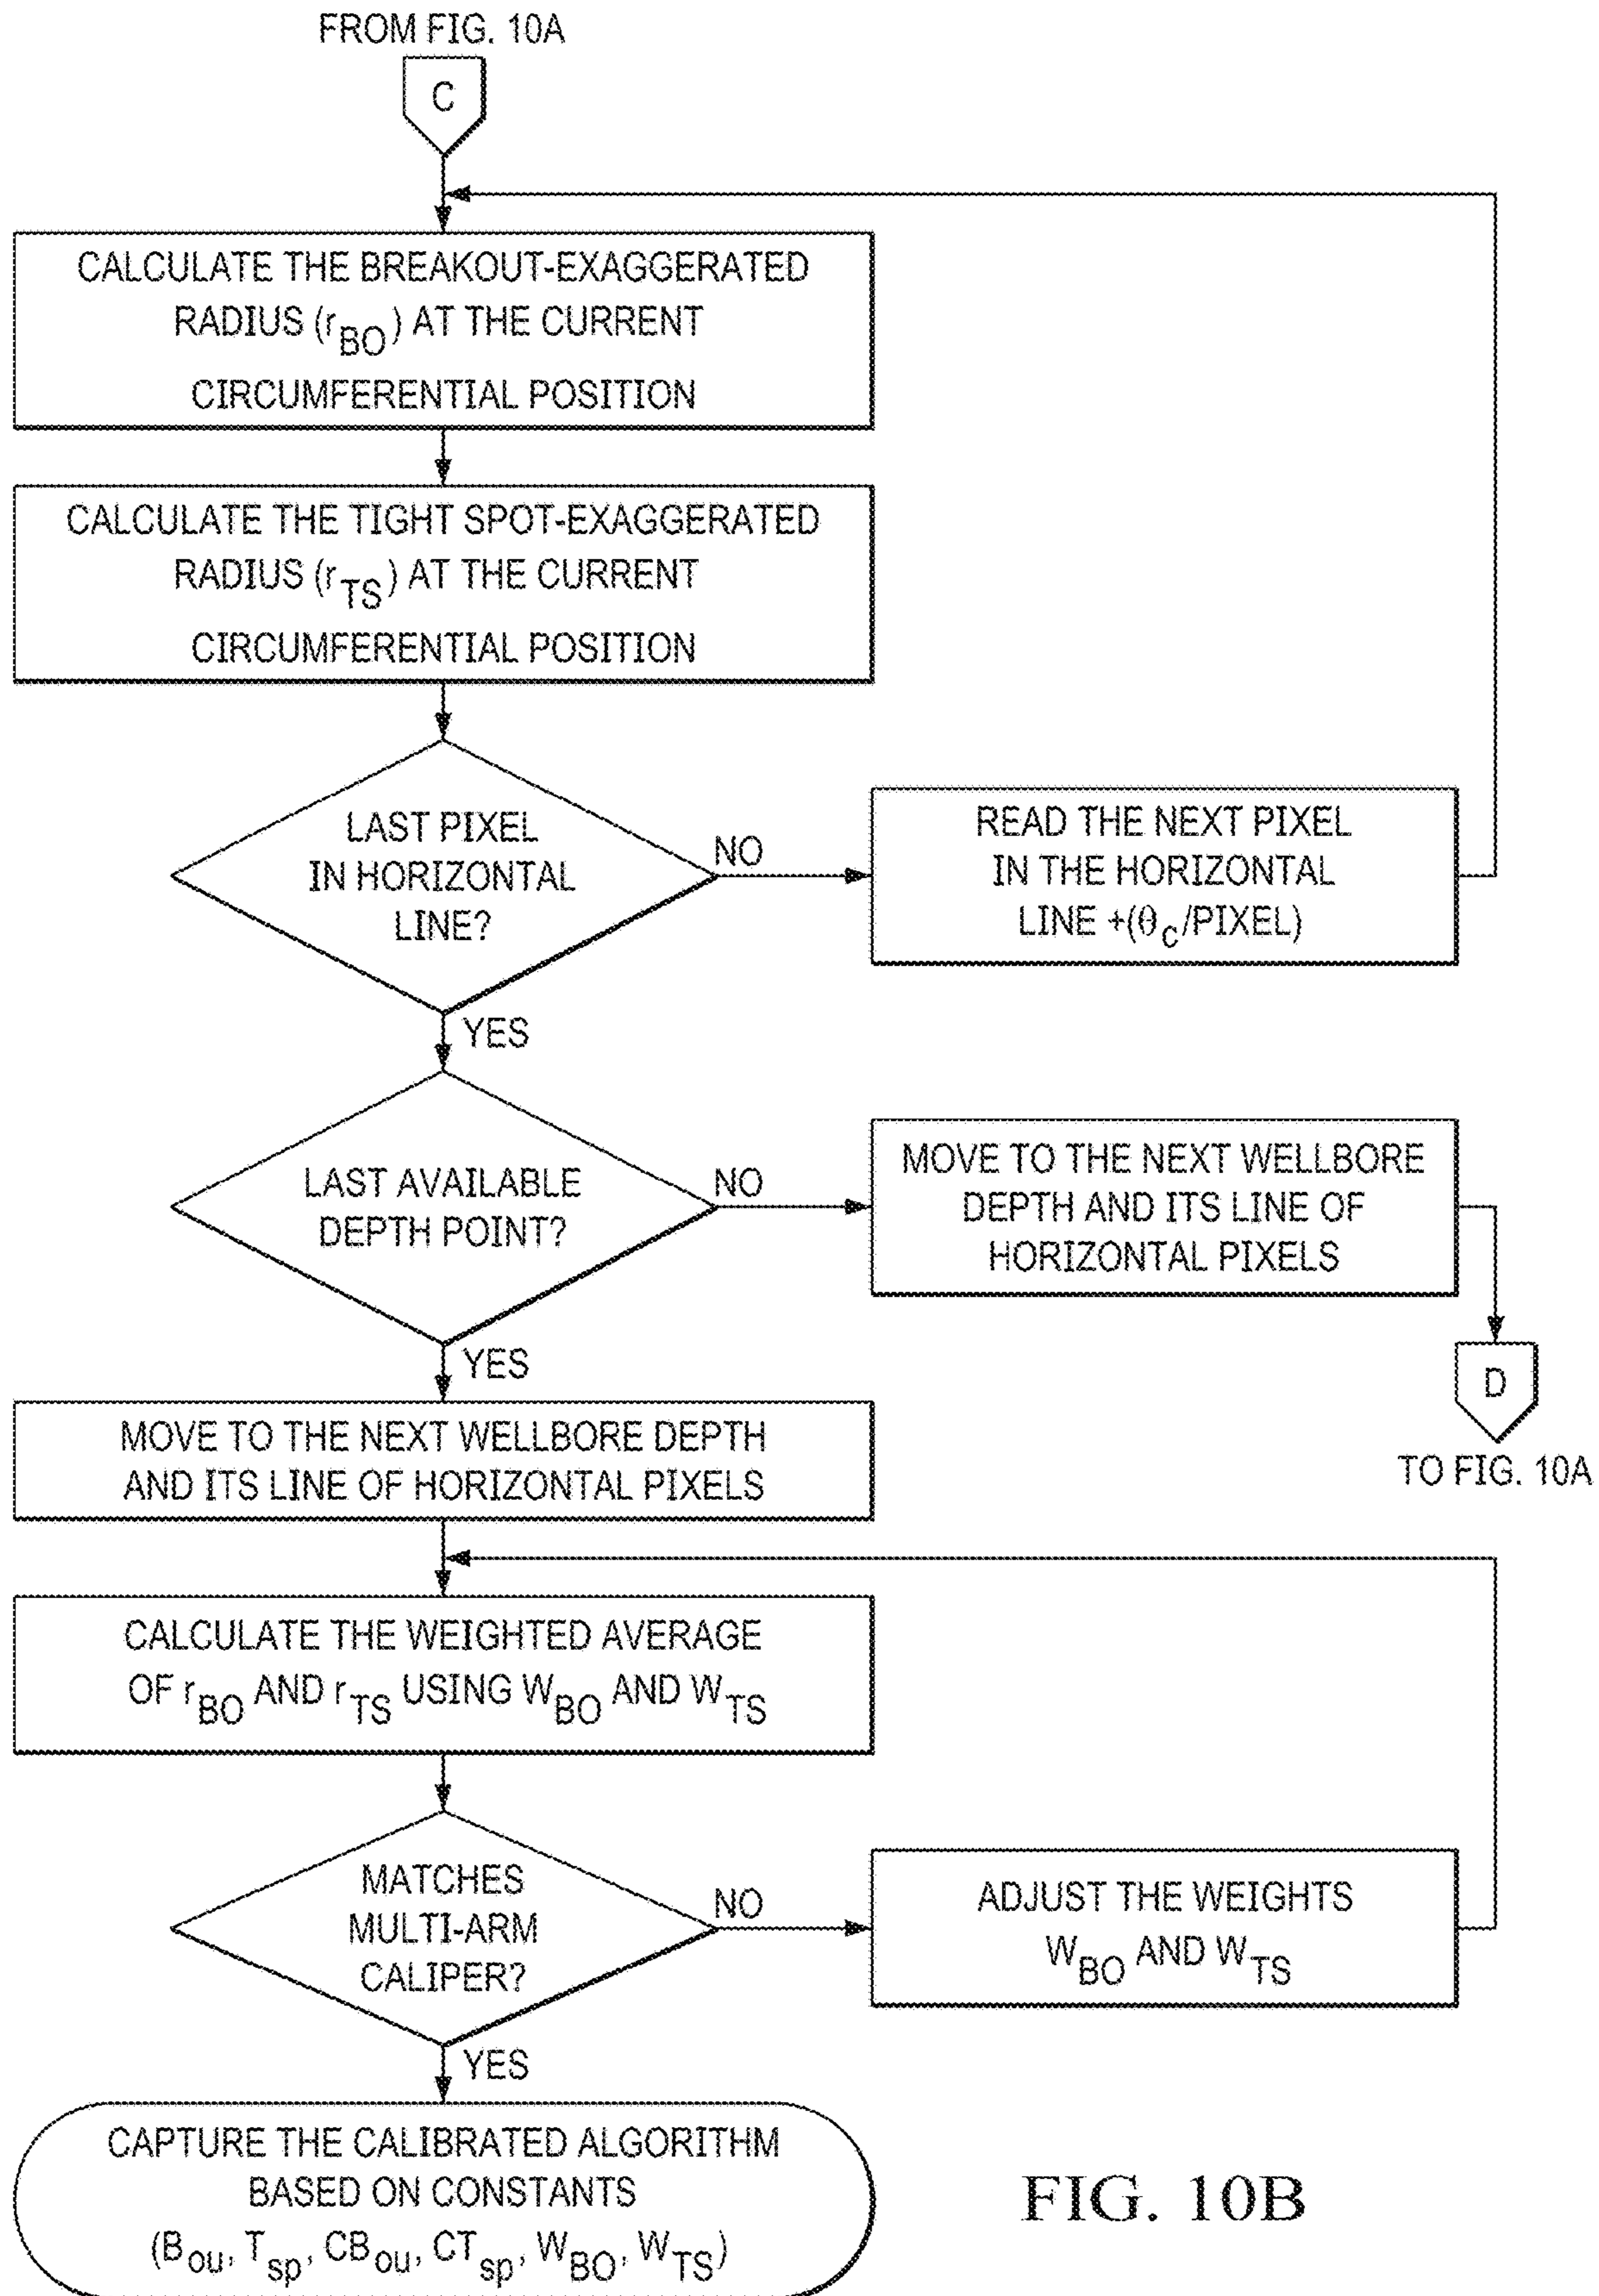 FROM FIG. 10A
C
CALCULATE THE BREAKOUT-EXAGGERATED
RADIUS (rBO) AT THE CURRENT
CIRCUMFERENTIAL POSITION
CALCULATE THE TIGHT SPOT-EXAGGERATED
RADIUS (rTS) AT THE CURRENT
CIRCUMFERENTIAL POSITION
LAST PIXEL
IN HORIZONTAL
LINE?
NO
READ THE NEXT PIXEL
IN THE HORIZONTAL
LINE +(θC/PIXEL)
YES
LAST AVAILABLE
DEPTH POINT?
NO
MOVE TO THE NEXT WELLBORE
DEPTH AND ITS LINE OF
HORIZONTAL PIXELS
D
TO FIG. 10A
YES
MOVE TO THE NEXT WELLBORE DEPTH
AND ITS LINE OF HORIZONTAL PIXELS
CALCULATE THE WEIGHTED AVERAGE
OF rBO AND rTS USING WBO AND WTS
MATCHES
MULTI-ARM
CALIPER?
NO
ADJUST THE WEIGHTS
WBO AND WTS
YES
CAPTURE THE CALIBRATED ALGORITHM
BASED ON CONSTANTS
(Bou, Tsp, CBou, CTsp, WBO, WTS)
FIG. 10B